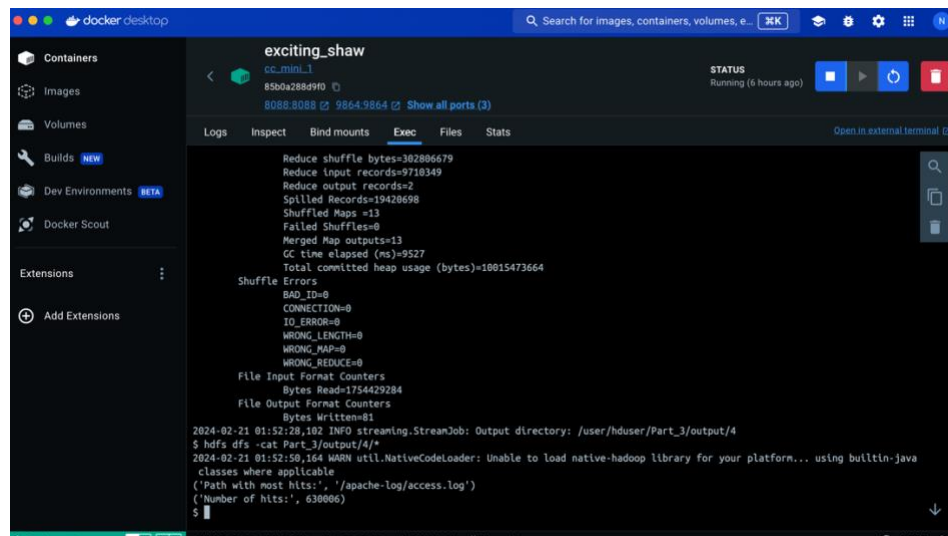 docker desktop
Search for images, containers, volumes, e... ⌘K
N
Containers
Images
Volumes
Builds NEW
Dev Environments BETA
Docker Scout
Extensions
Add Extensions
exciting_shaw
cc_mini_1
85b0a288d9f0
8088:8088 9864:9864 Show all ports (3)
STATUS
Running (6 hours ago)
Logs Inspect Bind mounts Exec Files Stats
Open in external terminal
Reduce shuffle bytes=302806679
Reduce input records=9710349
Reduce output records=2
Spilled Records=19420698
Shuffled Maps =13
Failed Shuffles=0
Merged Map outputs=13
GC time elapsed (ms)=9527
Total committed heap usage (bytes)=10015473664
Shuffle Errors
BAD_ID=0
CONNECTION=0
IO_ERROR=0
WRONG_LENGTH=0
WRONG_MAP=0
WRONG_REDUCE=0
File Input Format Counters
Bytes Read=1754429284
File Output Format Counters
Bytes Written=81
2024-02-21 01:52:28,102 INFO streaming.StreamJob: Output directory: /user/hduser/Part_3/output/4
$ hdfs dfs -cat Part_3/output/4/*
2024-02-21 01:52:50,164 WARN util.NativeCodeLoader: Unable to load native-hadoop library for your platform... using builtin-java
classes where applicable
('Path with most hits:', '/apache-log/access.log')
('Number of hits:', 630006)
$